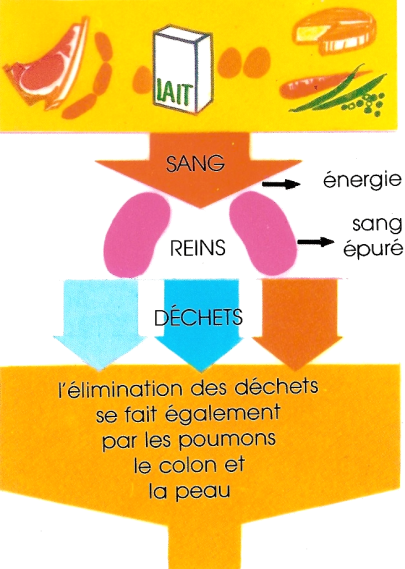 LAIT
SANG
énergie
sang
épuré
REINS
DÉCHETS
l'élimination des déchets
se fait également
par les poumons
le colon et
la peau